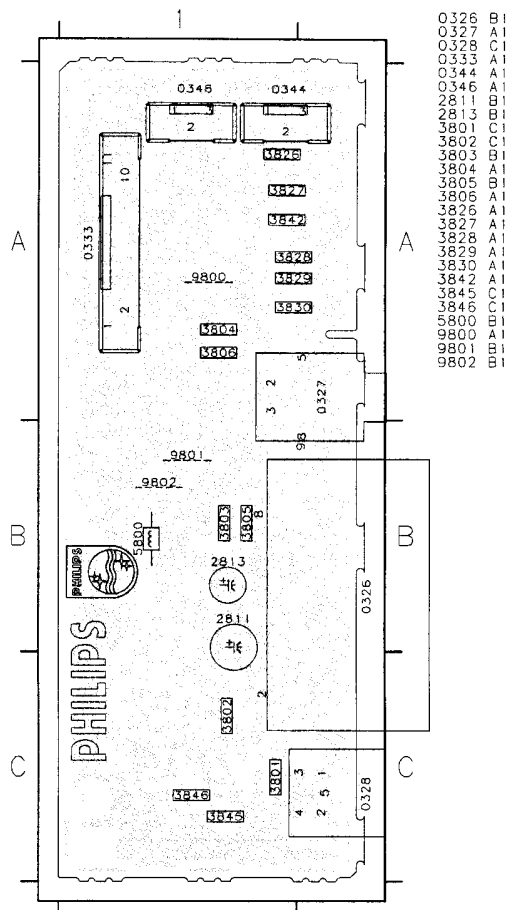 1
0326 B1
0327 A1
0328 C1
0333 A1
0344 A1
0346 A1
2811 B1
2813 B1
3801 C1
3802 C1
3803 B1
3804 A1
3805 B1
3806 A1
3826 A1
3827 A1
3828 A1
3829 A1
3830 A1
3842 A1
3845 C1
3846 C1
5800 B1
9800 A1
9801 B1
9802 B1
0346 0344
2 2
3826
11 10
3827
3842
A 0333 A
3828
9800 3829
3830
1 2
3804
3806 5
3 2 0327
98
9801
9802
3803 3805 8
B 5800 B
2813
PHILIPS
0326
2811
PHILIPS
2
3802
C C
3801 3 1
3846 5 0328
4 2
3845